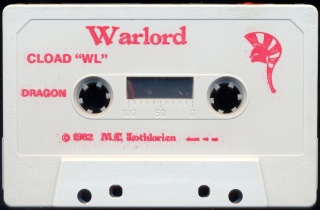 Warlord
CLOAD "WL"
DRAGON
100 50 0
© 1982 M.C. Lothlorien